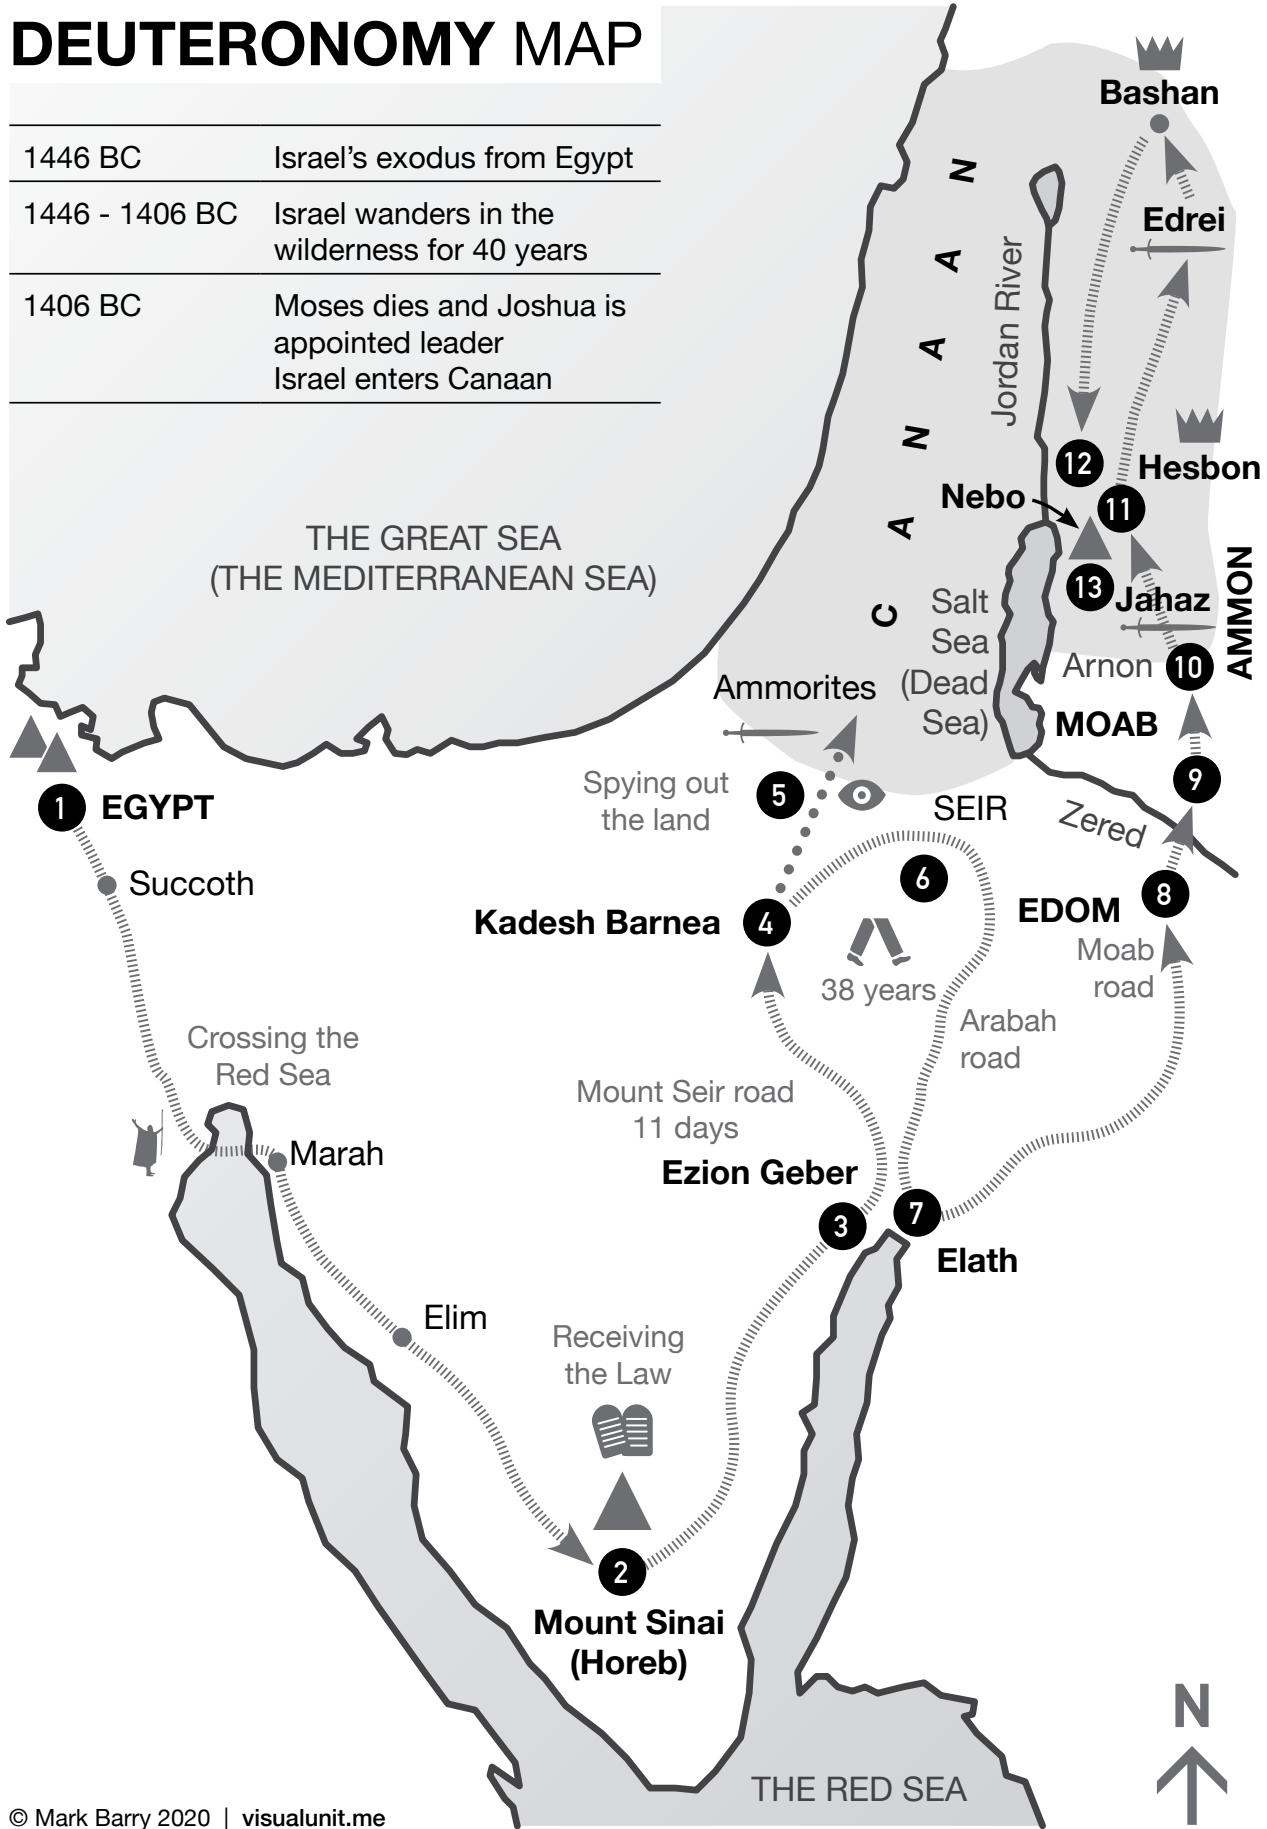 DEUTERONOMY MAP
1446 BC Israel’s exodus from Egypt
1446 - 1406 BC Israel wanders in the
wilderness for 40 years
1406 BC Moses dies and Joshua is
appointed leader
Israel enters Canaan
Bashan
Edrei
CANAAN
Jordan River
12
Hesbon
Nebo
11
THE GREAT SEA
(THE MEDITERRANEAN SEA)
13
Jahaz
AMMON
Salt
Sea
(Dead
Sea)
Arnon
10
Ammorites
MOAB
9
Spying out
the land
5
SEIR
Zered
1
EGYPT
Succoth
6
8
Kadesh Barnea
4
EDOM
Moab
road
38 years
Arabah
road
Crossing the
Red Sea
Mount Seir road
11 days
Marah
Ezion Geber
3
7
Elath
Elim
Receiving
the Law
2
Mount Sinai
(Horeb)
N
THE RED SEA
© Mark Barry 2020 | visualunit.me